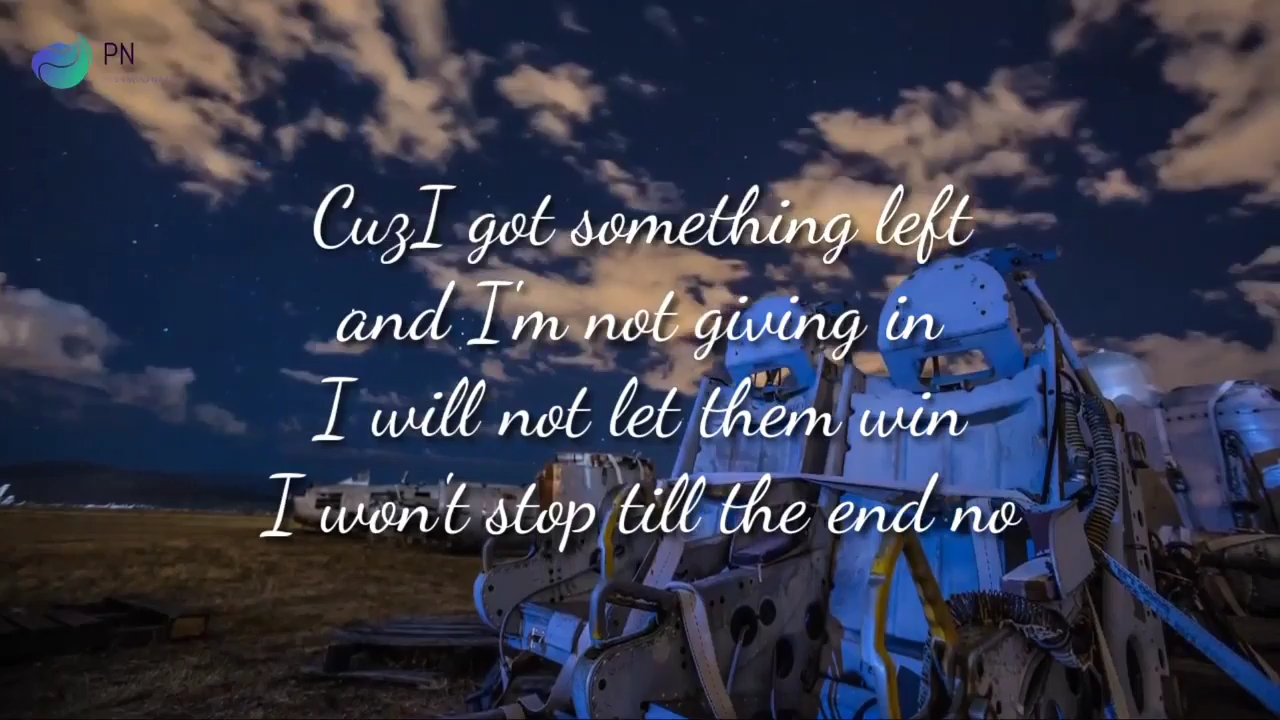 PN
CuzI got something left
and I'm not giving in
I will not let them win
I won't stop till the end no